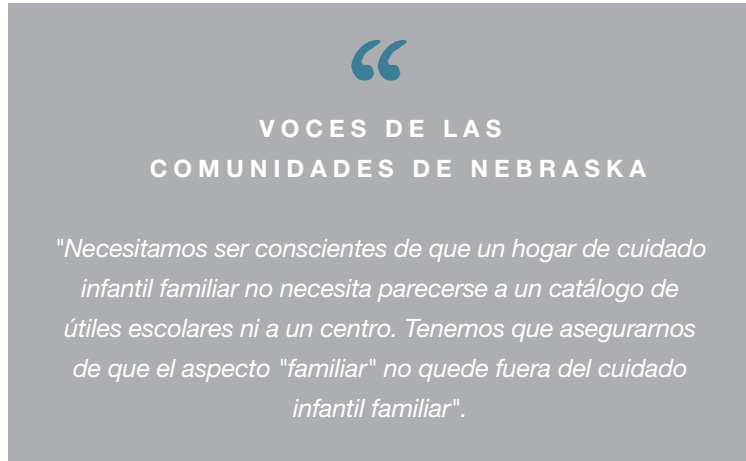 “
VOCES DE LAS
COMUNIDADES DE NEBRASKA
"Necesitamos ser conscientes de que un hogar de cuidado
infantil familiar no necesita parecerse a un catálogo de
útiles escolares ni a un centro. Tenemos que asegurarnos
de que el aspecto "familiar" no quede fuera del cuidado
infantil familiar".